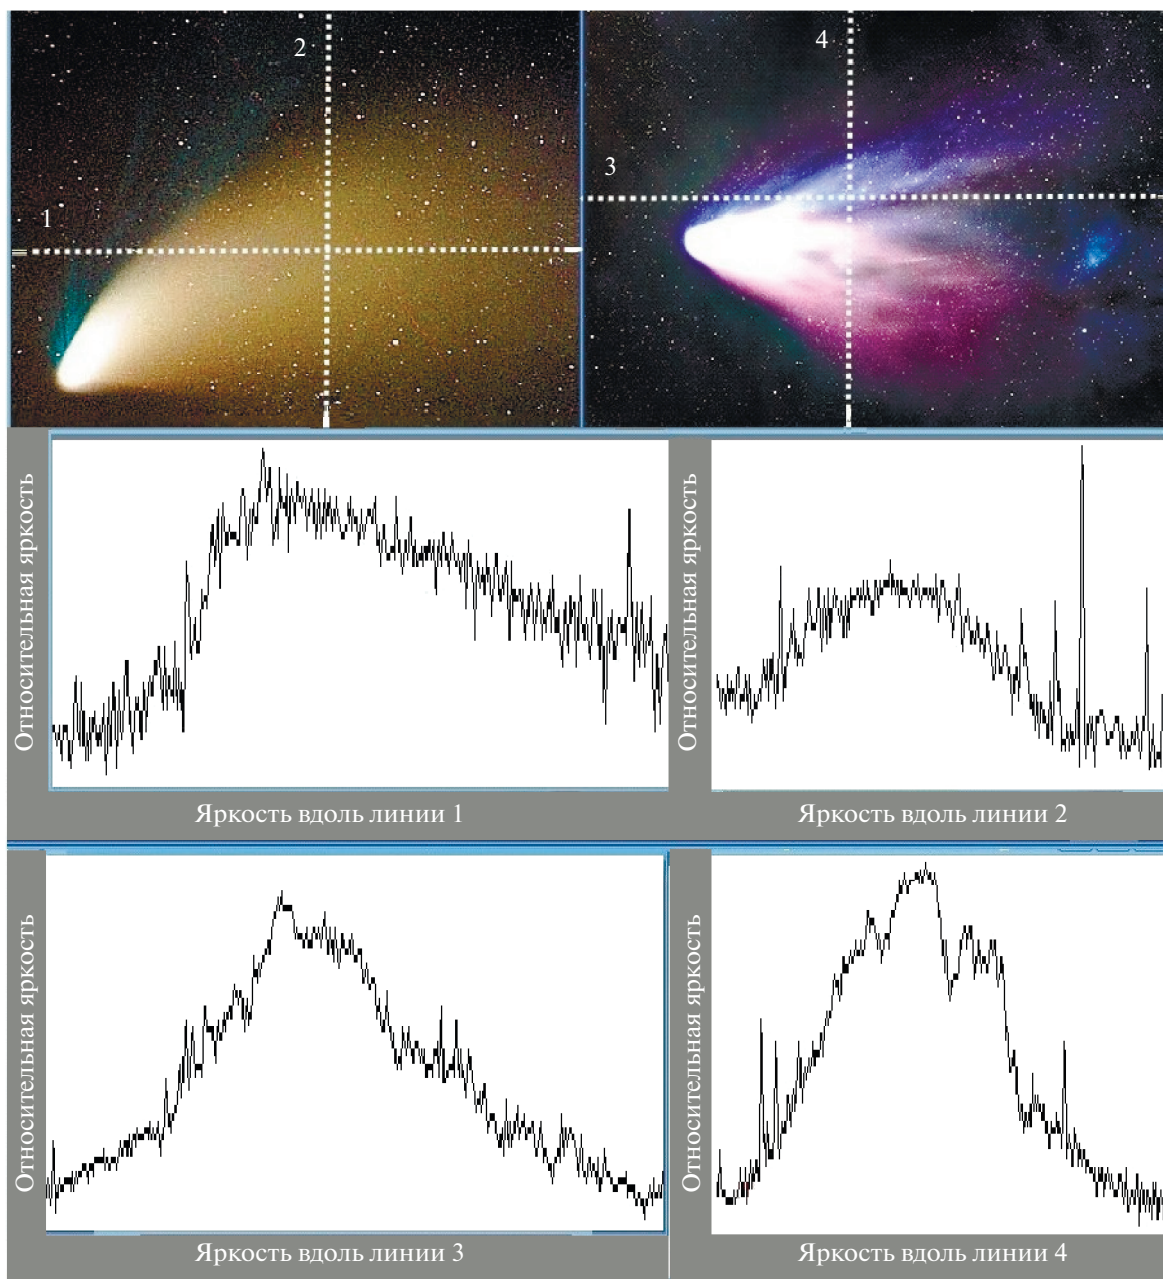 2
4
3
1
Относительная яркость
Относительная яркость
Яркость вдоль линии 1
Яркость вдоль линии 2
Относительная яркость
Относительная яркость
Яркость вдоль линии 3
Яркость вдоль линии 4